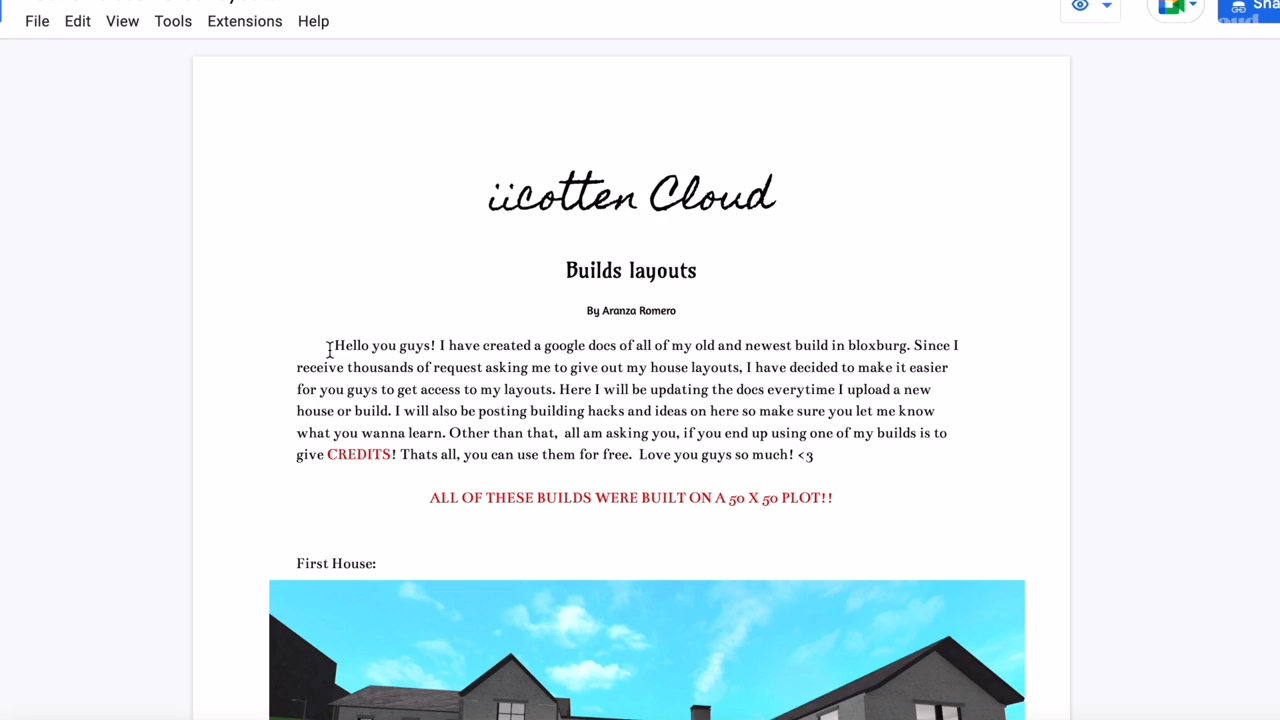 File Edit View Tools Extensions Help
iicotten Cloud
Builds layouts
By Aranza Romero
Hello you guys! I have created a google docs of all of my old and newest build in bloxburg. Since I
receive thousands of request asking me to give out my house layouts, I have decided to make it easier
for you guys to get access to my layouts. Here I will be updating the docs everytime I upload a new
house or build. I will also be posting building hacks and ideas on here so make sure you let me know
what you wanna learn. Other than that,  all am asking you, if you end up using one of my builds is to
give CREDITS! Thats all, you can use them for free.  Love you guys so much! <3
ALL OF THESE BUILDS WERE BUILT ON A 50 X 50 PLOT!!
First House: